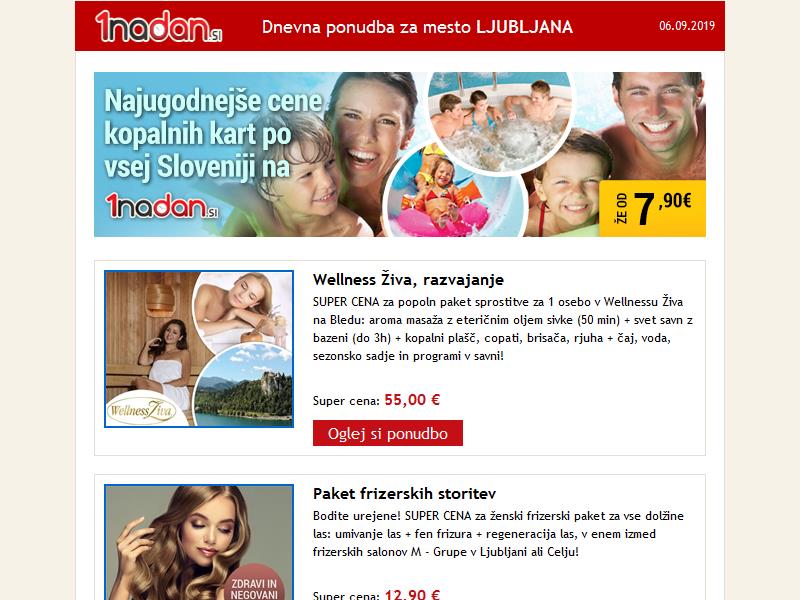 1nadan.si
Dnevna ponudba za mesto LJUBLJANA
06.09.2019
Najugodnejše cene
kopalnih kart po
vsej Sloveniji na
1nadan.si
ŽE OD 7,90€
Wellness Živa, razvajanje
SUPER CENA za popoln paket sprostitve za 1 osebo v Wellnessu Živa
na Bledu: aroma masaža z eteričnim oljem sivke (50 min) + svet savn z
bazeni (do 3h) + kopalni plašč, copati, brisača, rjuha + čaj, voda,
sezonsko sadje in programi v savni!
Super cena: 55,00 €
Oglej si ponudbo
Wellness Živa
Paket frizerskih storitev
Bodite urejene! SUPER CENA za ženski frizerski paket za vse dolžine
las: umivanje las + fen frizura + regeneracija las, v enem izmed
frizerskih salonov M - Grupe v Ljubljani ali Celju!
Super cena: 12,90 €
ZDRAVI IN
NEGOVANI